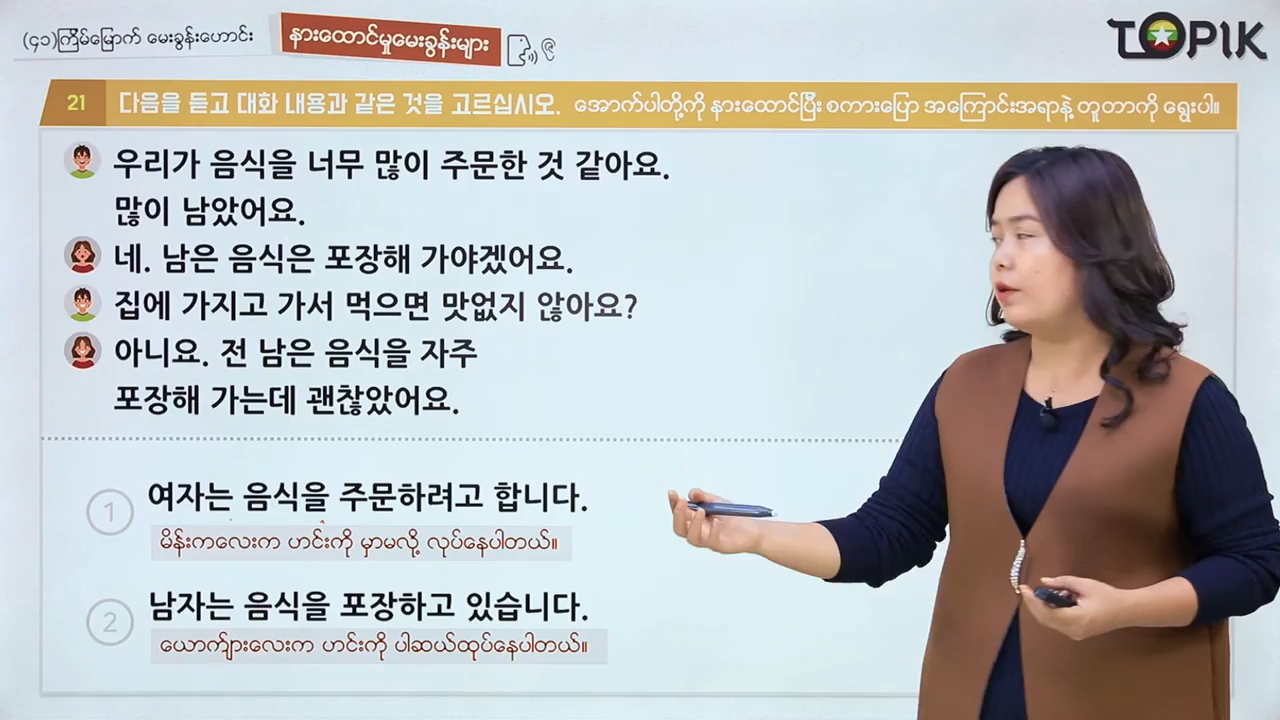 (၄၁)ကြိမ်မြောက် မေးခွန်းဟောင်း
နားထောင်မှုမေးခွန်းများ
၉
TOPIK
21 다음을 듣고 대화 내용과 같은 것을 고르십시오. အောက်ပါတို့ကို နားထောင်ပြီး စကားပြော အကြောင်းအရာနဲ့ တူတာကို ရွေးပါ။
우리가 음식을 너무 많이 주문한 것 같아요.
많이 남았어요.
네. 남은 음식은 포장해 가야겠어요.
집에 가지고 가서 먹으면 맛없지 않아요?
아니요. 전 남은 음식을 자주
포장해 가는데 괜찮았어요.
1 여자는 음식을 주문하려고 합니다.
မိန်းကလေးက ဟင်းကို မှာမလို့ လုပ်နေပါတယ်။
2 남자는 음식을 포장하고 있습니다.
ယောက်ျားလေးက ဟင်းကို ပါဆယ်ထုပ်နေပါတယ်။